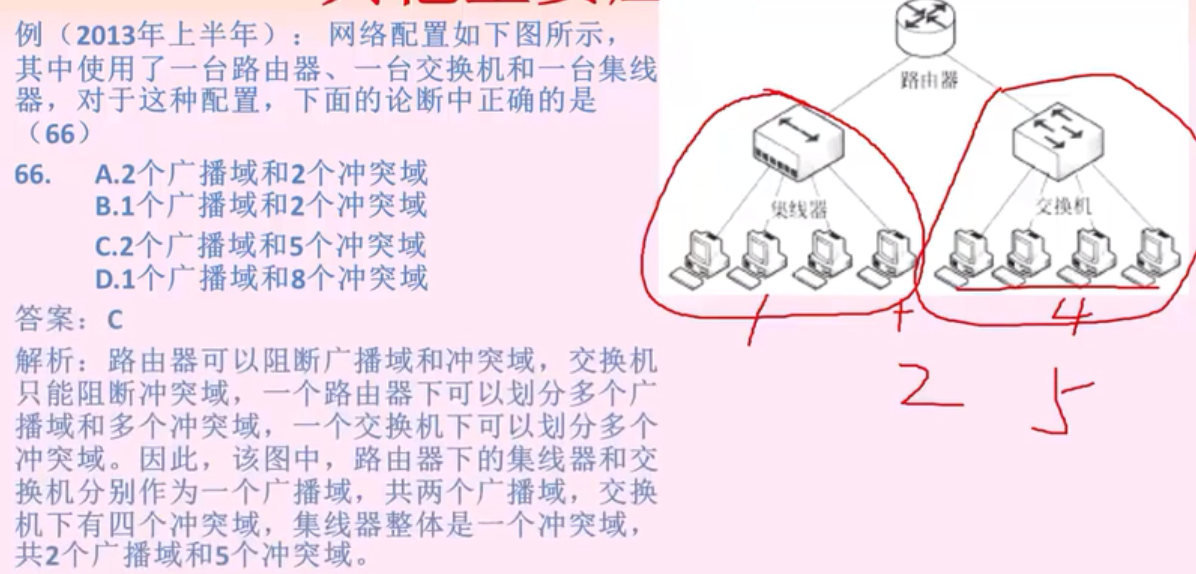 例（2013年上半年）： 网络配置如下图所示，
其中使用了一台路由器、一台交换机和一台集线
器，对于这种配置，下面的论断中正确的是
（66）
66. A.2个广播域和2个冲突域
B.1个广播域和2个冲突域
C.2个广播域和5个冲突域
D.1个广播域和8个冲突域
答案：C
解析：路由器可以阻断广播域和冲突域，交换机
只能阻断冲突域，一个路由器下可以划分多个广
播域和多个冲突域，一个交换机下可以划分多个
冲突域。因此，该图中，路由器下的集线器和交
换机分别作为一个广播域，共两个广播域，交换
机下有四个冲突域，集线器整体是一个冲突域，
共2个广播域和5个冲突域。
路由器
集线器
交换机
1 + 4
2 5